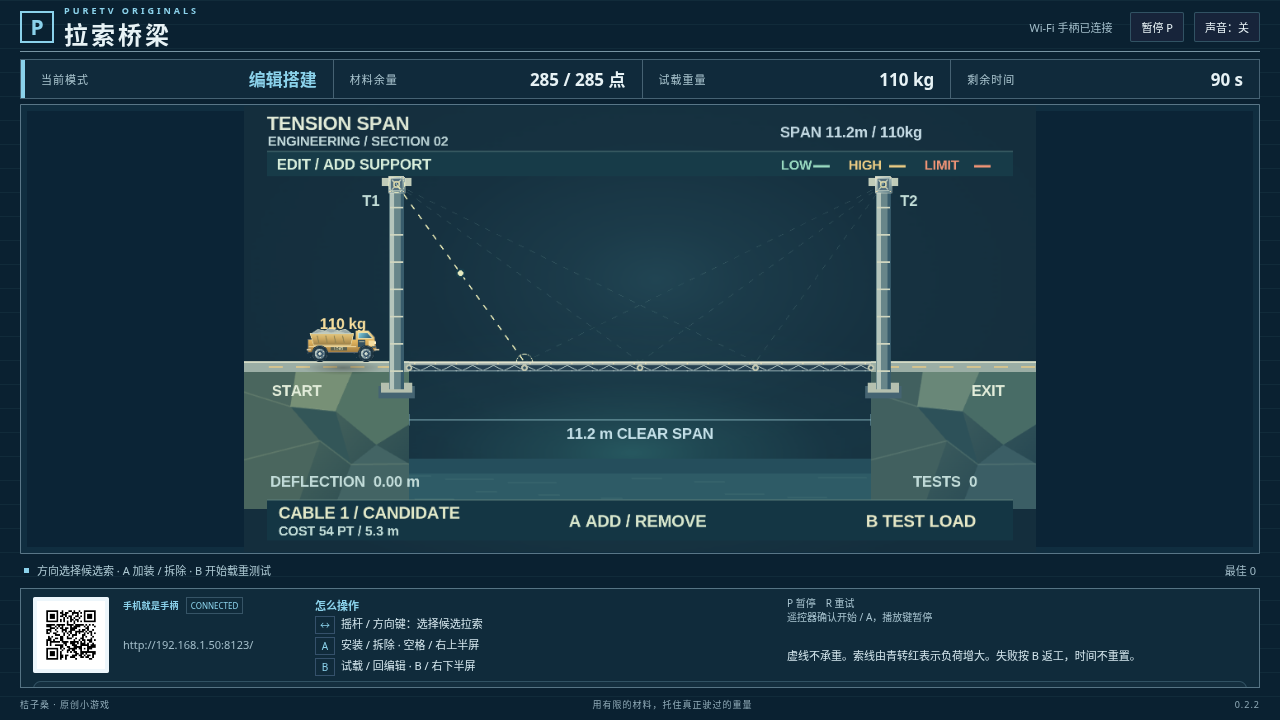 P
PURETV ORIGINALS
拉索桥梁
Wi-Fi 手柄已连接
暂停 P
声音：关
当前模式
编辑搭建
材料余量
285 / 285 点
试载重量
110 kg
剩余时间
90 s
TENSION SPAN
ENGINEERING / SECTION 02
SPAN 11.2m / 110kg
EDIT / ADD SUPPORT
LOW
HIGH
LIMIT
T1
T2
110 kg
START
EXIT
11.2 m CLEAR SPAN
DEFLECTION 0.00 m
TESTS 0
CABLE 1 / CANDIDATE
COST 54 PT / 5.3 m
A ADD / REMOVE
B TEST LOAD
方向选择候选索 · A 加装 / 拆除 · B 开始载重测试
最佳 0
手机就是手柄
CONNECTED
http://192.168.1.50:8123/
怎么操作
↔ 摇杆 / 方向键：选择候选拉索
A 安装 / 拆除 · 空格 / 右上半屏
B 试载 / 回编辑 · B / 右下半屏
P 暂停 R 重试
遥控器确认开始 / A，播放键暂停
虚线不承重。索线由青转红表示负荷增大。失败按 B 返工，时间不重置。
桔子桑 · 原创小游戏
用有限的材料，托住真正驶过的重量
0.2.2